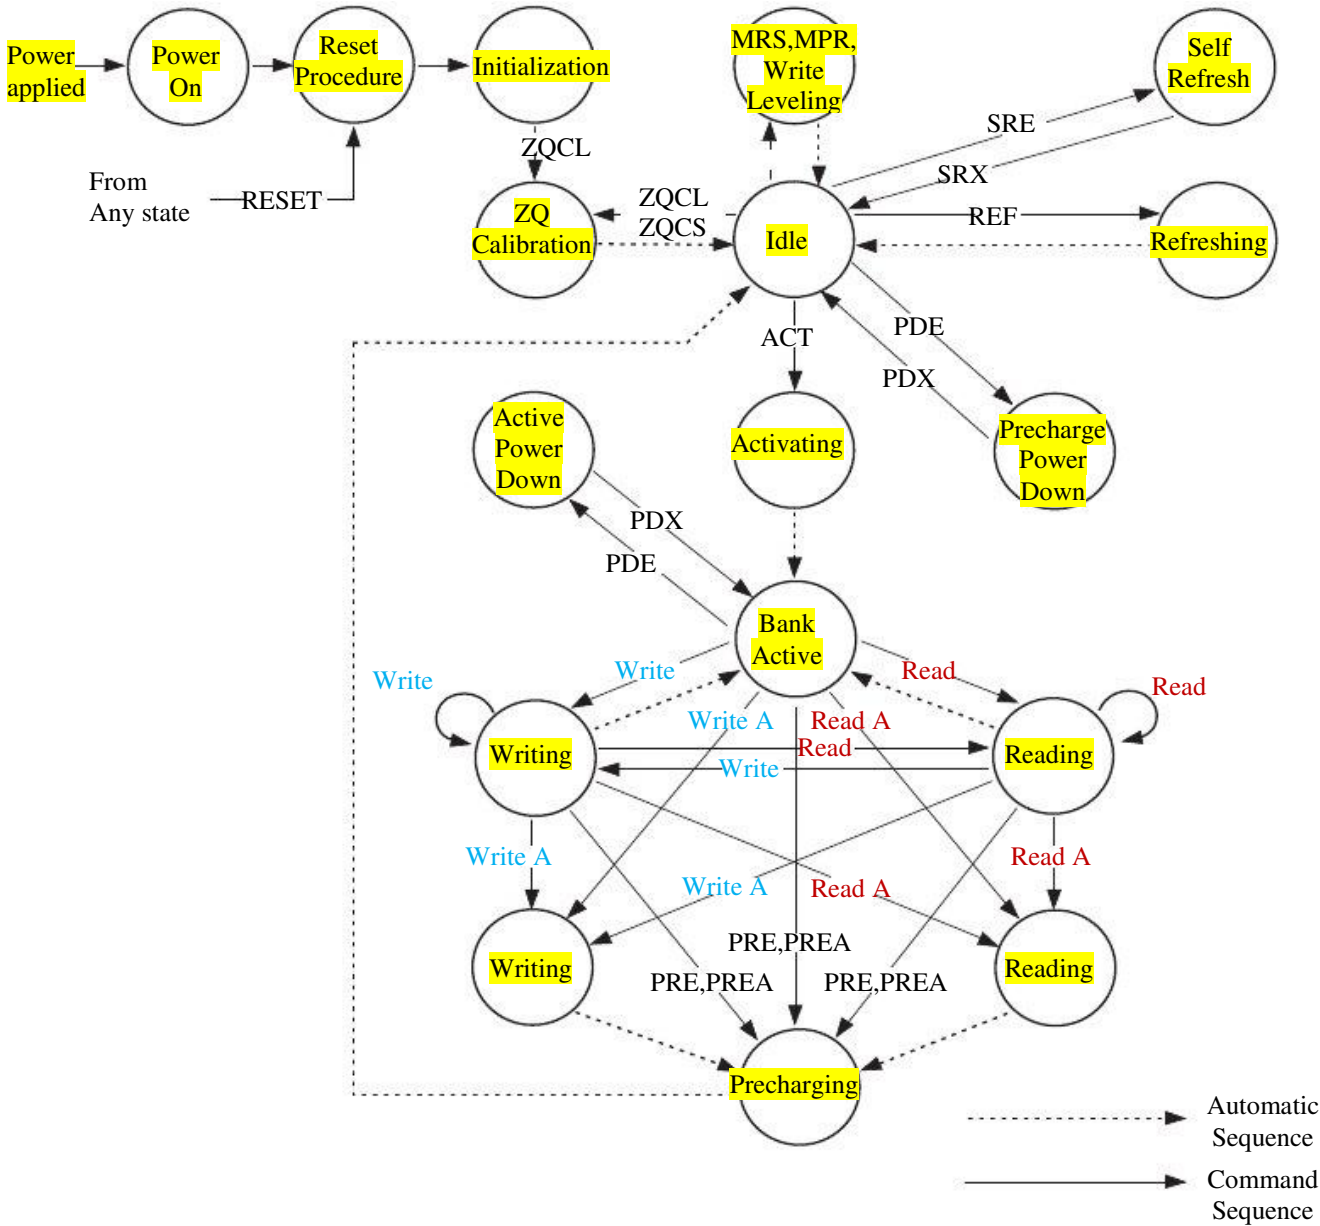 Power
applied
Power
On
Reset
Procedure
Initialization
MRS,MPR,
Write
Leveling
Self
Refresh
From
Any state
RESET
ZQCL
SRE
SRX
ZQ
Calibration
ZQCL
ZQCS
Idle
REF
Refreshing
ACT
PDE
PDX
Active
Power
Down
Activating
Precharge
Power
Down
PDX
PDE
Bank
Active
Write
Write
Read
Read
Write A
Read A
Writing
Read
Write
Reading
Write A
Read A
Write A
Read A
PRE,PREA
PRE,PREA
PRE,PREA
Writing
Reading
Precharging
Automatic
Sequence
Command
Sequence